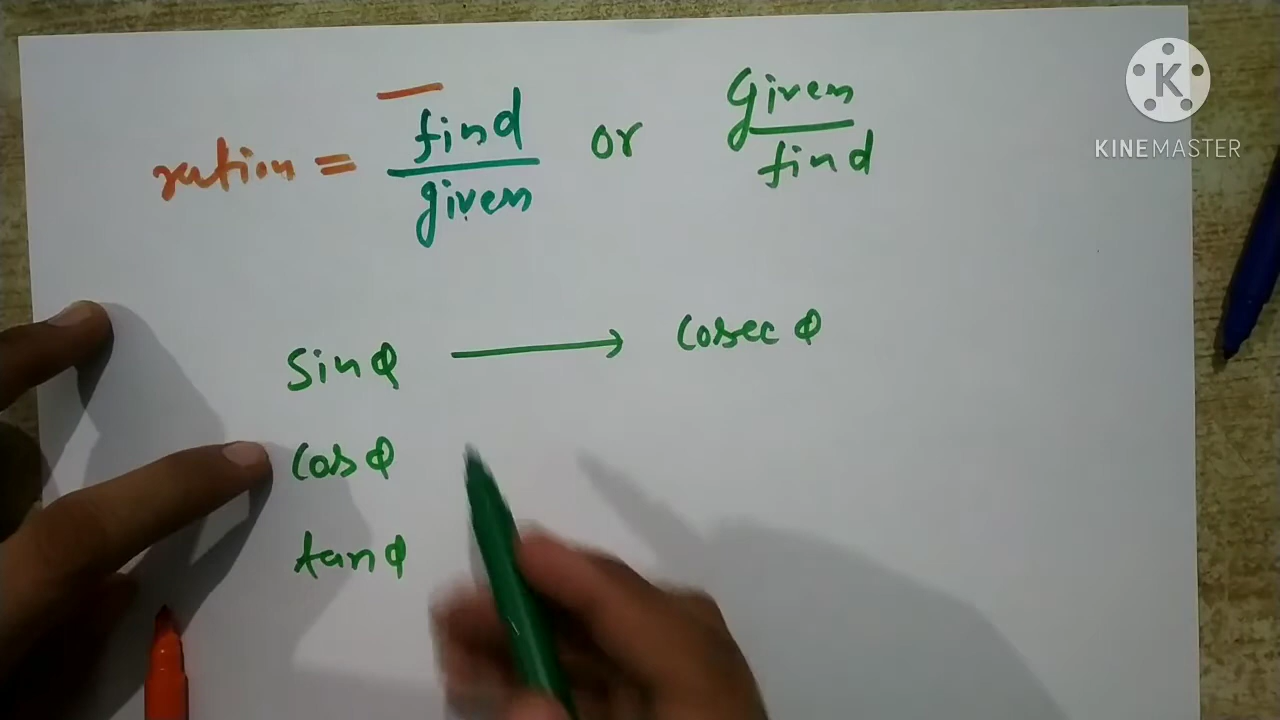 ration = find/given or Given/find
sin φ → cosec φ
cos φ
tan φ
K
KINEMASTER